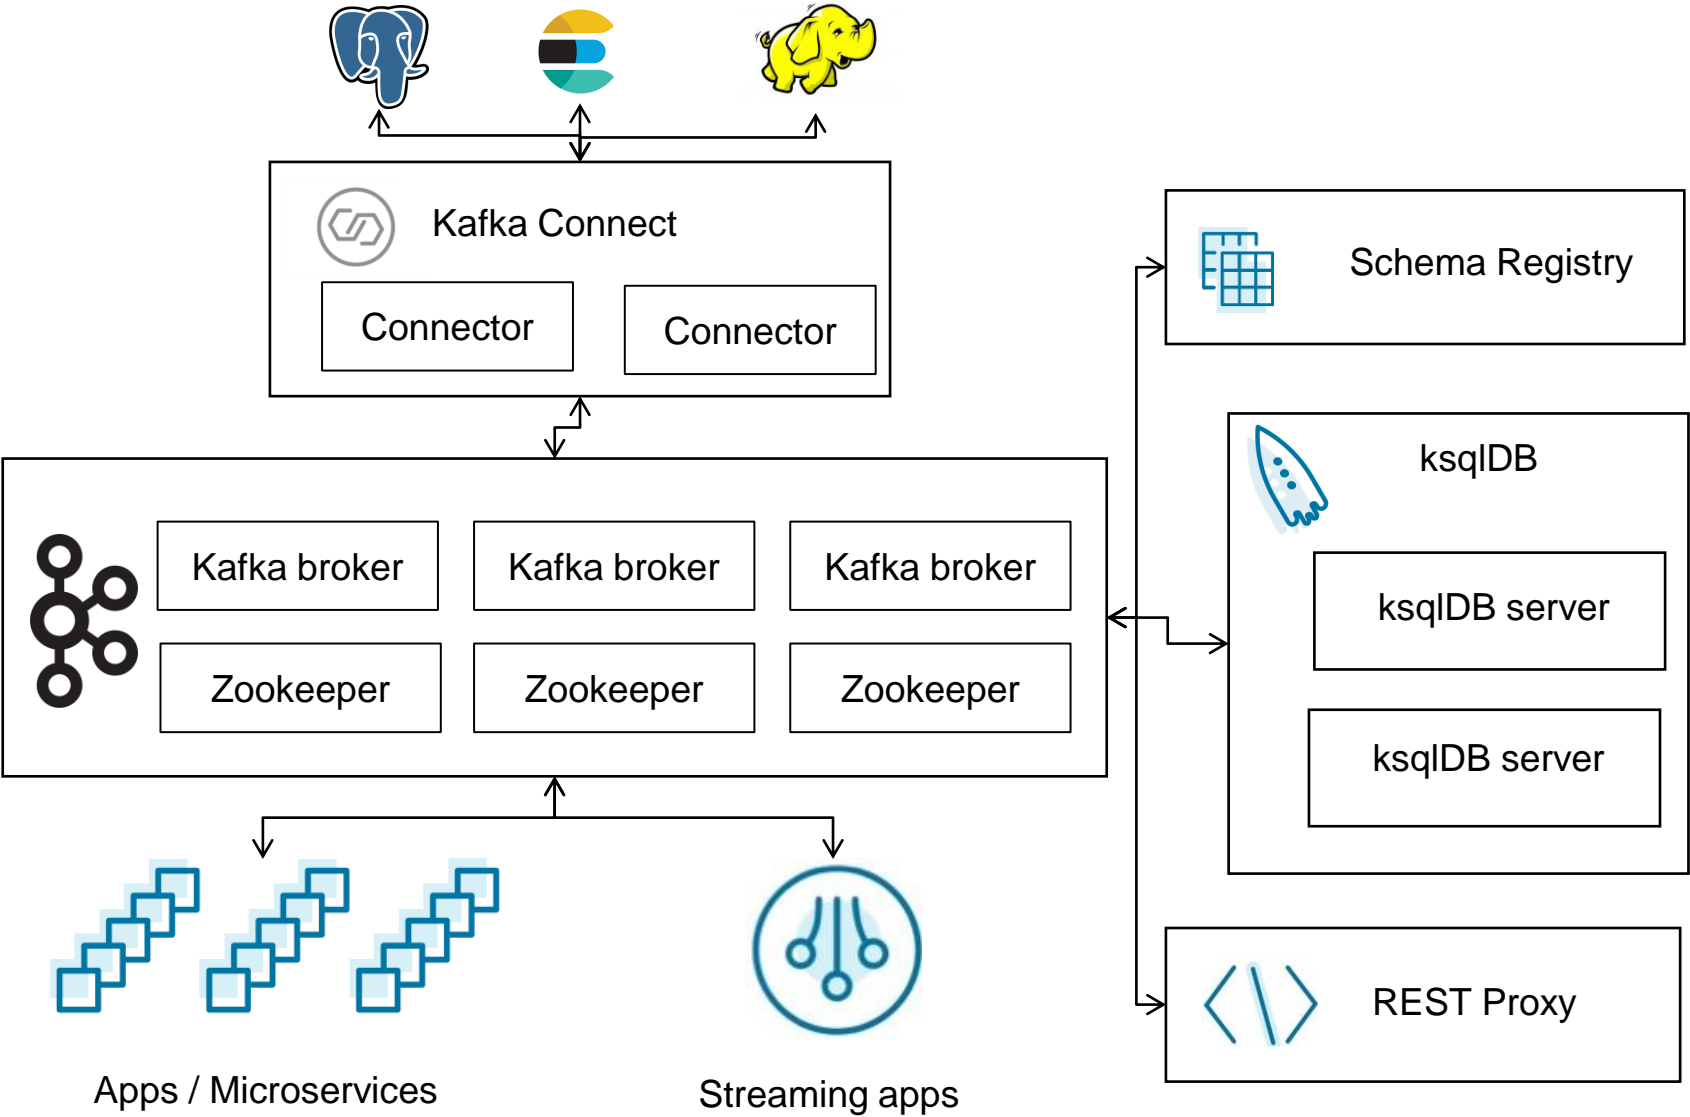 Kafka Connect
Connector
Connector
Schema Registry
ksqlDB
Kafka broker
Kafka broker
Kafka broker
ksqlDB server
Zookeeper
Zookeeper
Zookeeper
ksqlDB server
REST Proxy
Apps / Microservices
Streaming apps